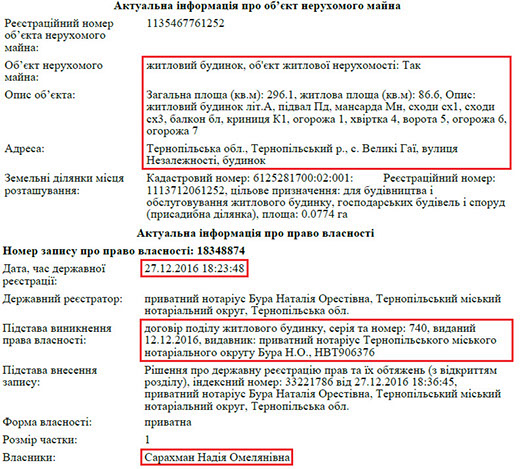 Актуальна інформація про об’єкт нерухомого майна
Реєстраційний номер 1135467761252
об’єкта нерухомого
майна:
Об’єкт нерухомого житловий будинок, об'єкт житлової нерухомості: Так
майна:
Опис об’єкта: Загальна площа (кв.м): 296.1, житлова площа (кв.м): 86.6, Опис:
житловий будинок літ.А, підвал Пд, мансарда Мн, сходи сх1, сходи
сх3, балкон бл, криниця К1, огорожа 1, хвіртка 4, ворота 5, огорожа 6,
огорожа 7
Адреса: Тернопільська обл., Тернопільський р., с. Великі Гаї, вулиця
Незалежності, будинок
Земельні ділянки місця Кадастровий номер: 6125281700:02:001: Реєстраційний номер:
розташування: 1113712061252, цільове призначення: для будівництва і
обслуговування житлового будинку, господарських будівель і споруд
(присадибна ділянка), площа: 0.0774 га
Актуальна інформація про право власності
Номер запису про право власності: 18348874
Дата, час державної 27.12.2016 18:23:48
реєстрації:
Державний реєстратор: приватний нотаріус Бура Наталія Орестівна, Тернопільський міський
нотаріальний округ, Тернопільська обл.
Підстава виникнення договір поділу житлового будинку, серія та номер: 740, виданий
права власності: 12.12.2016, видавник: приватний нотаріус Тернопільського міського
нотаріального округу Бура Н.О., НВТ906376
Підстава внесення Рішення про державну реєстрацію прав та їх обтяжень (з відкриттям
запису: розділу), індексний номер: 33221786 від 27.12.2016 18:36:45,
приватний нотаріус Бура Наталія Орестівна, Тернопільський міський
нотаріальний округ, Тернопільська обл.
Форма власності: приватна
Розмір частки: 1
Власники: Сарахман Надія Омелянівна